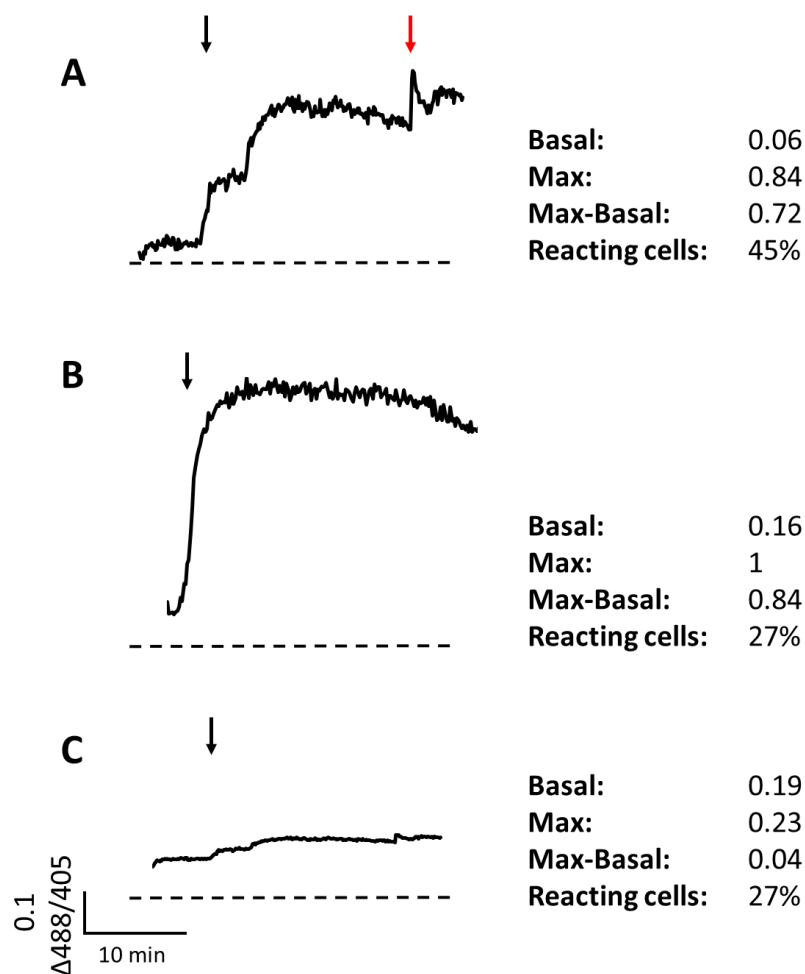 A
Basal: 0.06
Max: 0.84
Max-Basal: 0.72
Reacting cells: 45%
B
Basal: 0.16
Max: 1
Max-Basal: 0.84
Reacting cells: 27%
C
Basal: 0.19
Max: 0.23
Max-Basal: 0.04
Reacting cells: 27%
0.1
Δ488/405
10 min